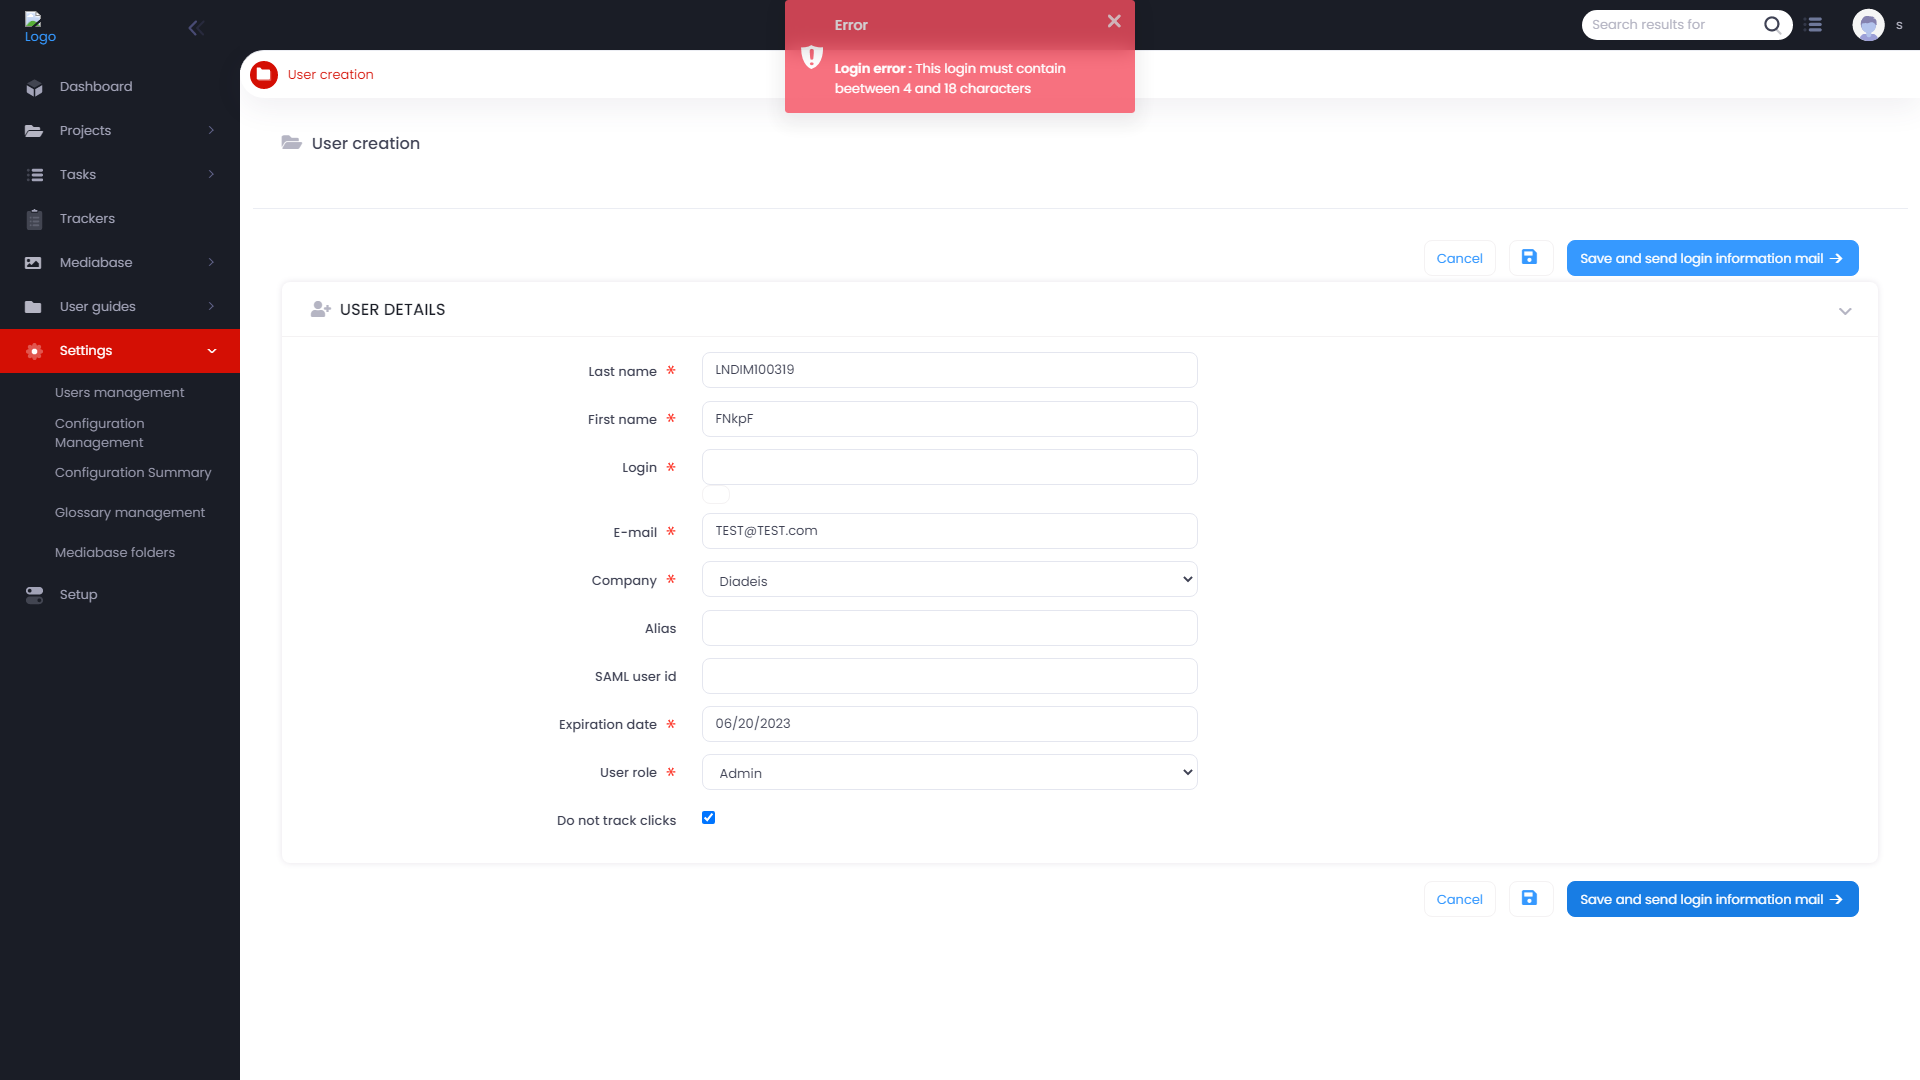 Logo
Error
Login error : This login must contain
beetween 4 and 18 characters
Search results for
s
User creation
Dashboard
Projects
Tasks
Trackers
Mediabase
User guides
Settings
Users management
Configuration
Management
Configuration Summary
Glossary management
Mediabase folders
Setup
User creation
Cancel
Save and send login information mail
USER DETAILS
Last name *
LNDIM100319
First name *
FNkpF
Login *
E-mail *
TEST@TEST.com
Company *
Diadeis
Alias
SAML user id
Expiration date *
06/20/2023
User role *
Admin
Do not track clicks
Cancel
Save and send login information mail